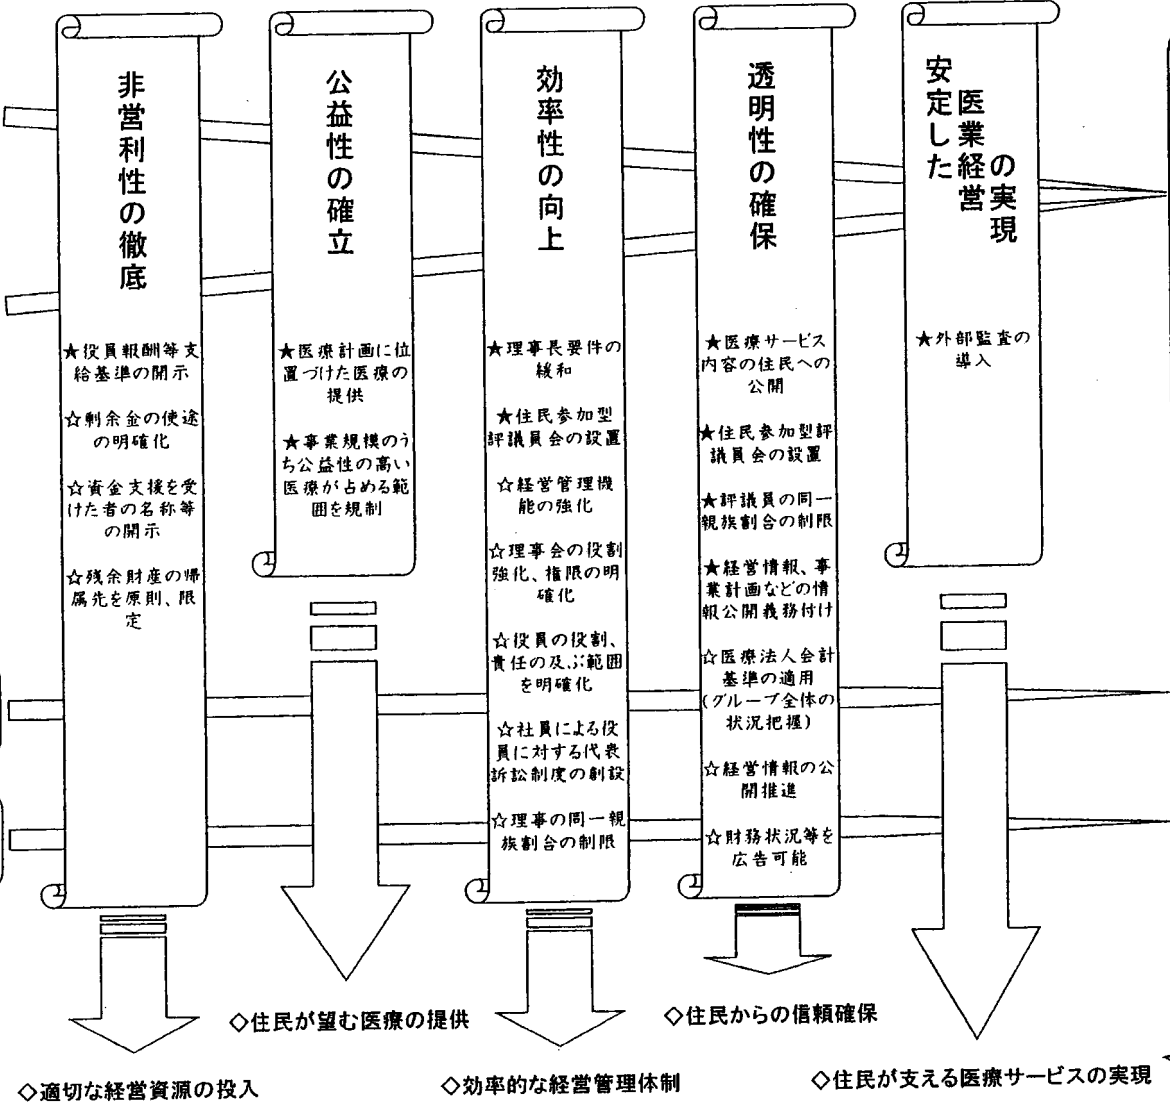 非営利性の徹底
★役員報酬等支
給基準の開示
☆剰余金の使途
の明確化
☆資金支援を受
けた者の名称等
の開示
☆残余財産の帰
属先を原則、限
定
公益性の確立
★医療計画に位
置づけた医療の
提供
★事業規模のう
ち公益性の高い
医療が占める範
囲を規制
効率性の向上
★理事長要件の
緩和
★住民参加型
評議員会の設置
☆経営管理機
能の強化
☆理事会の役割
強化、権限の明
確化
☆役員の役割、
責任の及ぶ範囲
を明確化
☆社員による役
員に対する代表
訴訟制度の創設
☆理事の同一親
族割合の制限
透明性の確保
★医療サービス
内容の住民への
公開
★住民参加型評
議員会の設置
★評議員の同一
親族割合の制限
★経営情報、事
業計画などの情
報公開義務付け
☆医療法人会計
基準の適用
(グループ全体の
状況把握)
☆経営情報の公
開推進
☆財務状況等を
広告可能
安定した
医業経営
の実現
★外部監査の
導入
◇住民が望む医療の提供
◇住民からの信頼確保
◇適切な経営資源の投入
◇効率的な経営管理体制
◇住民が支える医療サービスの実現